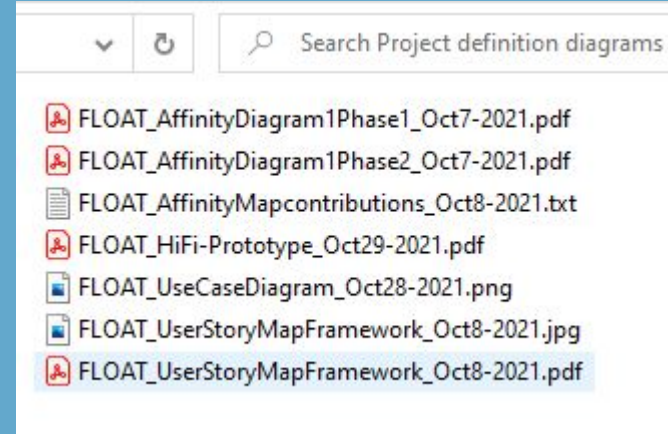 Search Project definition diagrams
FLOAT_AffinityDiagram1Phase1_Oct7-2021.pdf
FLOAT_AffinityDiagram1Phase2_Oct7-2021.pdf
FLOAT_AffinityMapcontributions_Oct8-2021.txt
FLOAT_HiFi-Prototype_Oct29-2021.pdf
FLOAT_UseCaseDiagram_Oct28-2021.png
FLOAT_UserStoryMapFramework_Oct8-2021.jpg
FLOAT_UserStoryMapFramework_Oct8-2021.pdf